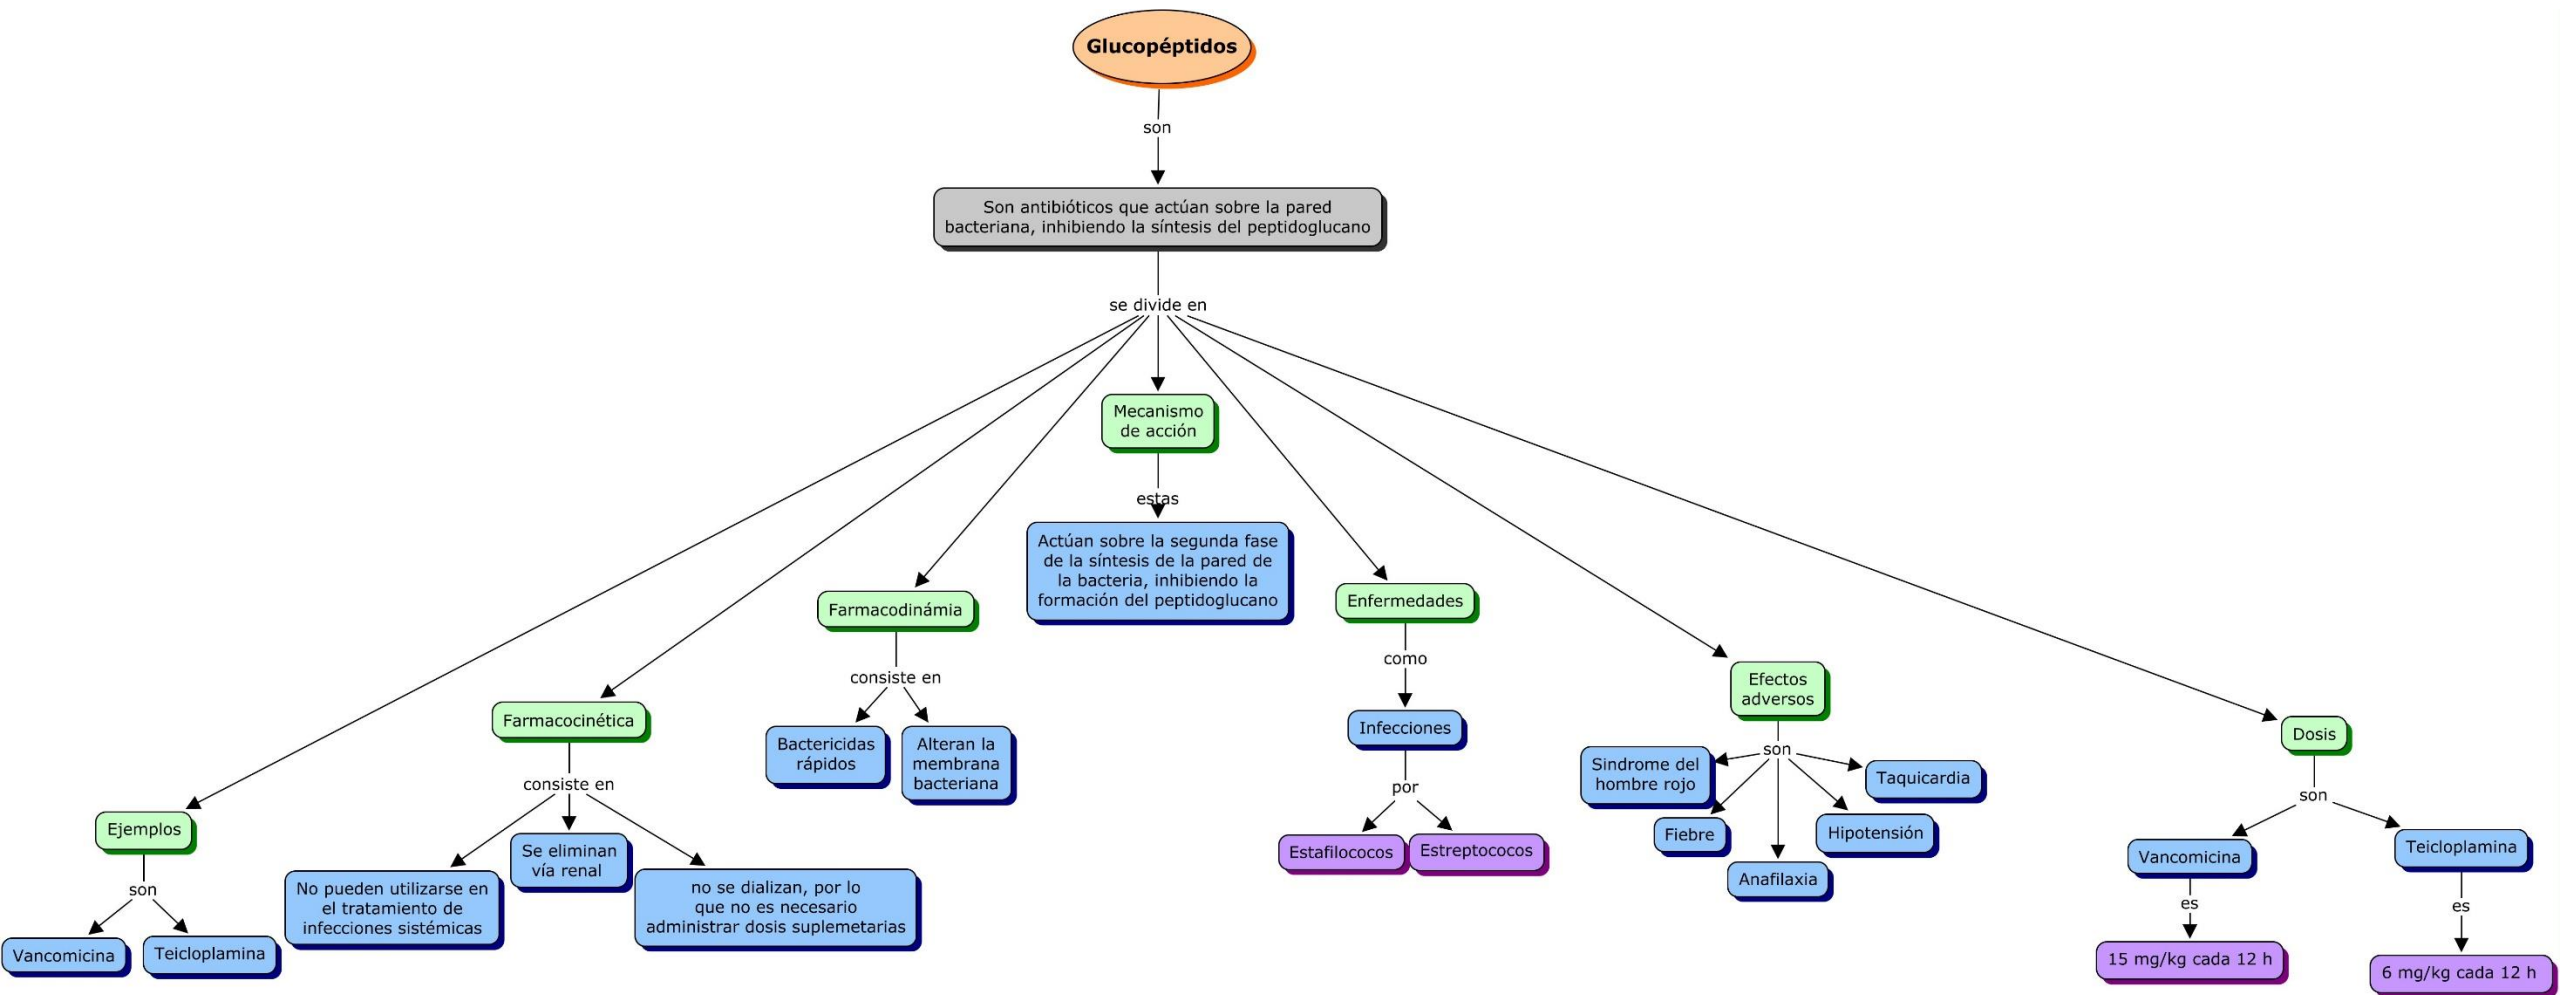 Glucopéptidos
son
Son antibióticos que actúan sobre la pared
bacteriana, inhibiendo la síntesis del peptidoglucano
se divide en
Ejemplos
son
Vancomicina
Teicloplamina
Farmacocinética
consiste en
No pueden utilizarse en
el tratamiento de
infecciones sistémicas
Se eliminan
vía renal
no se dializan, por lo
que no es necesario
administrar dosis suplemetarias
Farmacodinámia
consiste en
Bactericidas
rápidos
Alteran la
membrana
bacteriana
Mecanismo
de acción
estas
Actúan sobre la segunda fase
de la síntesis de la pared de
la bacteria, inhibiendo la
formación del peptidoglucano
Enfermedades
como
Infecciones
por
Estafilococos
Estreptococos
Efectos
adversos
son
Sindrome del
hombre rojo
Fiebre
Anafilaxia
Hipotensión
Taquicardia
Dosis
son
Vancomicina
es
15 mg/kg cada 12 h
Teicloplamina
es
6 mg/kg cada 12 h